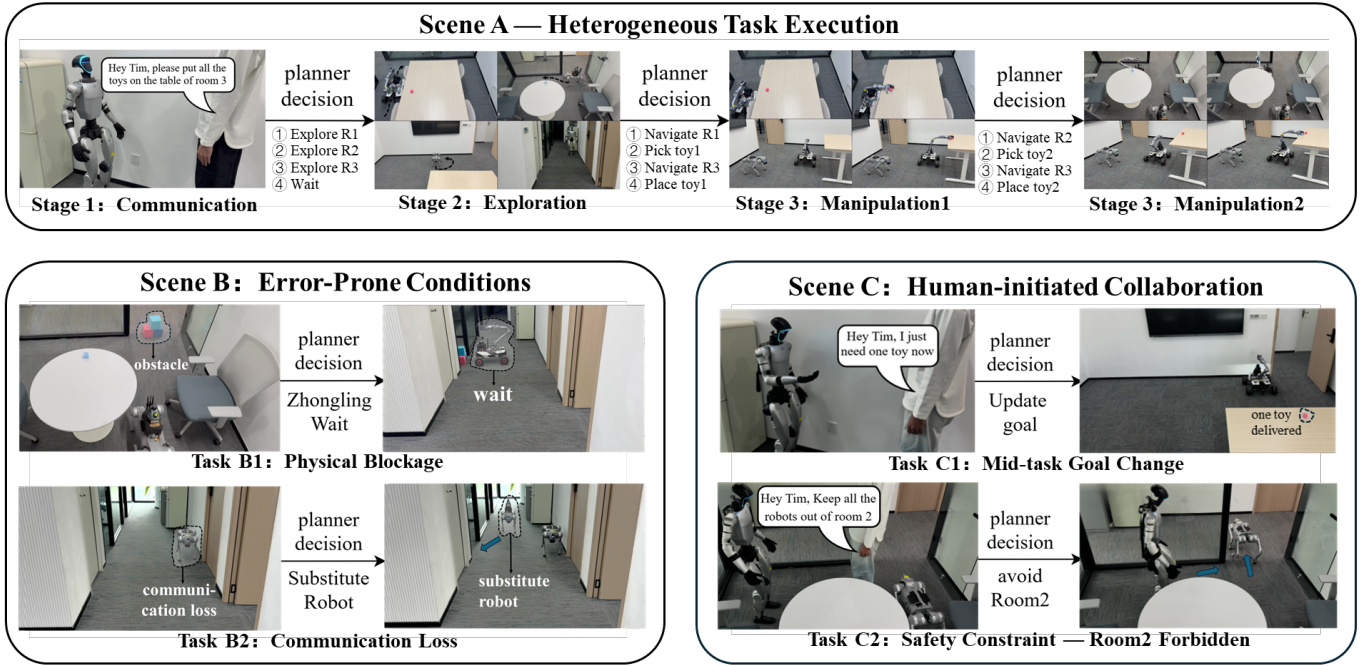 Scene A — Heterogeneous Task Execution
Hey Tim, please put all the
toys on the table of room 3
planner
decision
① Explore R1
② Explore R2
③ Explore R3
④ Wait
planner
decision
① Navigate R1
② Pick toy1
③ Navigate R3
④ Place toy1
planner
decision
① Navigate R2
② Pick toy2
③ Navigate R3
④ Place toy2
Stage 1: Communication
Stage 2: Exploration
Stage 3: Manipulation1
Stage 3: Manipulation2
Scene B: Error-Prone Conditions
obstacle
planner
decision
Zhongling
Wait
wait
Task B1: Physical Blockage
communi-
cation loss
planner
decision
Substitute
Robot
substitute
robot
Task B2: Communication Loss
Scene C: Human-initiated Collaboration
Hey Tim, I just
need one toy now
planner
decision
Update
goal
one toy
delivered
Task C1: Mid-task Goal Change
Hey Tim, Keep all the
robots out of room 2
planner
decision
avoid
Room2
Task C2: Safety Constraint — Room2 Forbidden